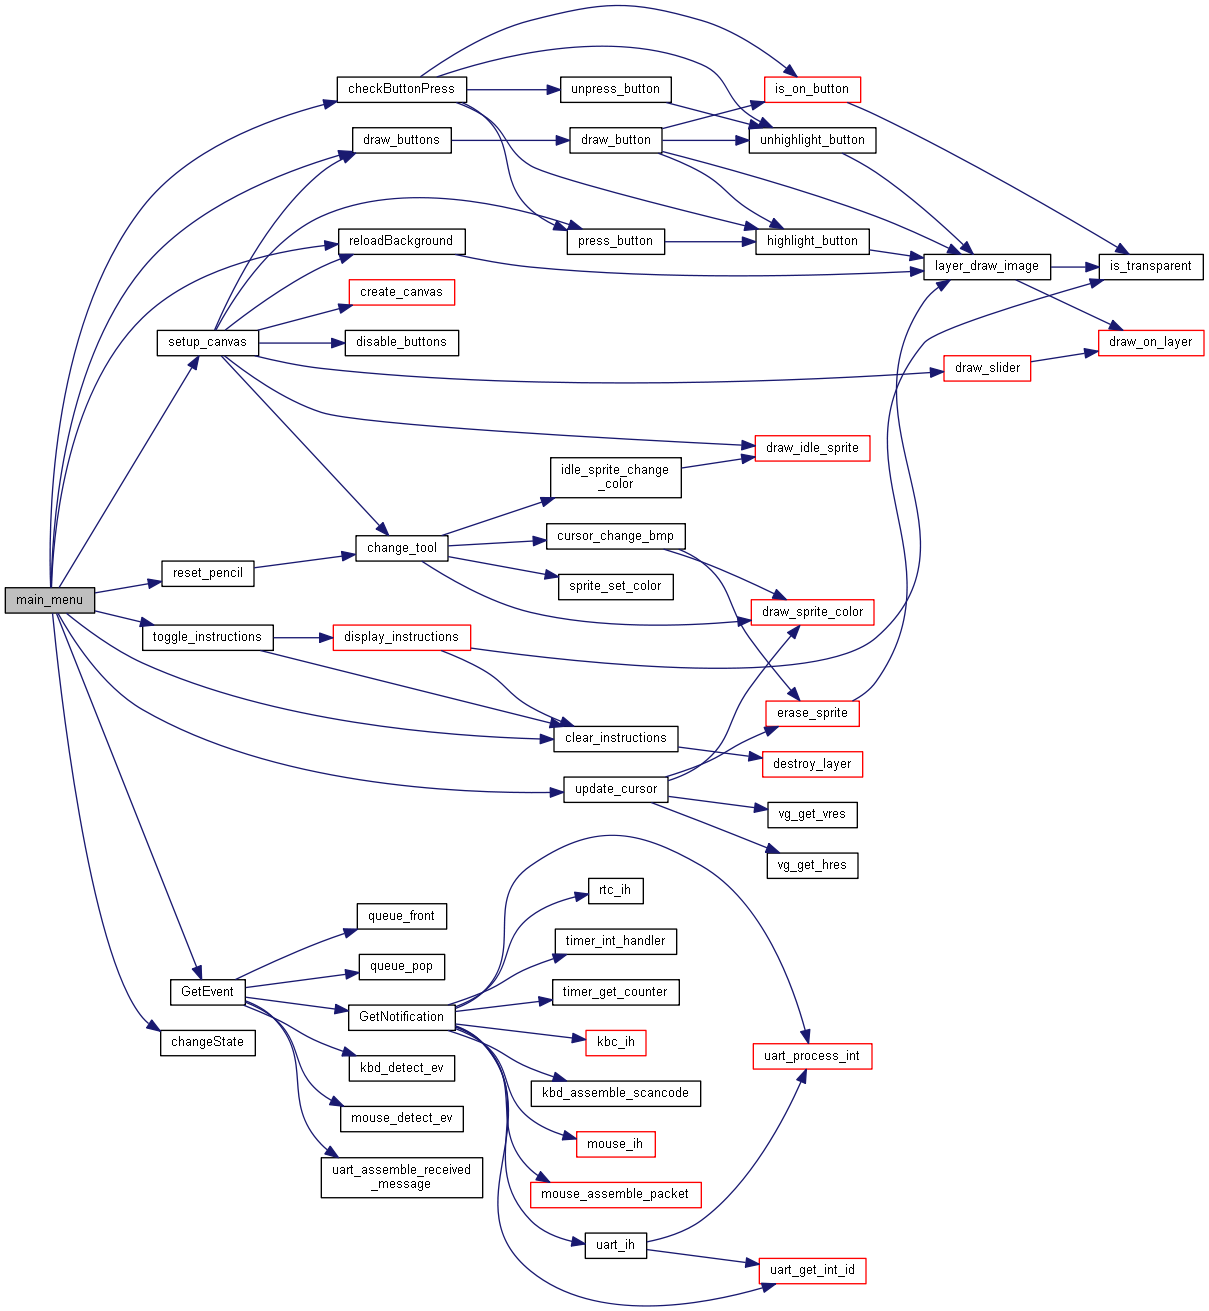 checkButtonPress
unpress_button
is_on_button
draw_buttons
draw_button
unhighlight_button
reloadBackground
press_button
highlight_button
layer_draw_image
is_transparent
create_canvas
setup_canvas
disable_buttons
draw_on_layer
draw_slider
draw_idle_sprite
idle_sprite_change
_color
cursor_change_bmp
change_tool
reset_pencil
sprite_set_color
main_menu
draw_sprite_color
toggle_instructions
display_instructions
erase_sprite
clear_instructions
destroy_layer
update_cursor
vg_get_vres
vg_get_hres
rtc_ih
queue_front
timer_int_handler
queue_pop
GetEvent
timer_get_counter
GetNotification
changeState
kbc_ih
uart_process_int
kbd_detect_ev
kbd_assemble_scancode
mouse_detect_ev
mouse_ih
uart_assemble_received
_message
mouse_assemble_packet
uart_ih
uart_get_int_id